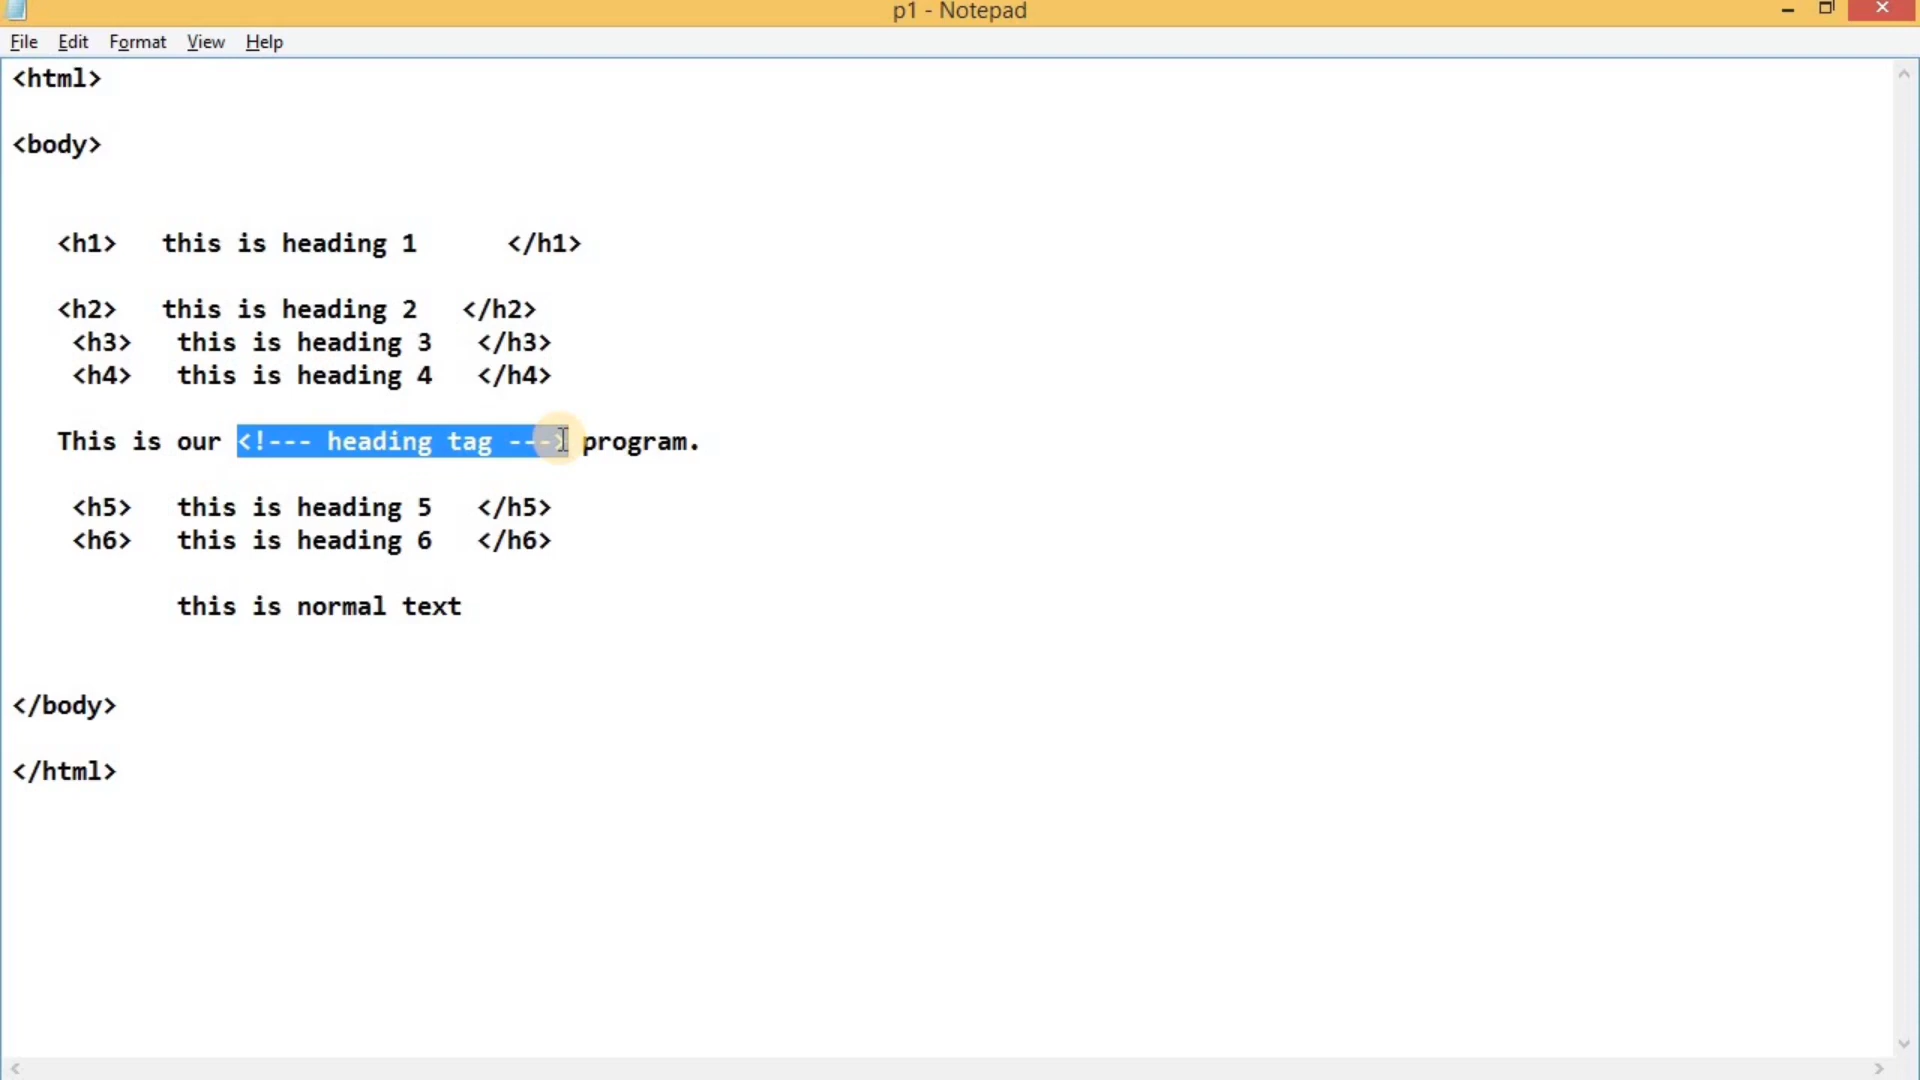 p1 - Notepad
File Edit Format View Help
<html>
<body>
<h1> this is heading 1 </h1>
<h2> this is heading 2 </h2>
<h3> this is heading 3 </h3>
<h4> this is heading 4 </h4>
This is our <!--- heading tag ---> program.
<h5> this is heading 5 </h5>
<h6> this is heading 6 </h6>
this is normal text
</body>
</html>